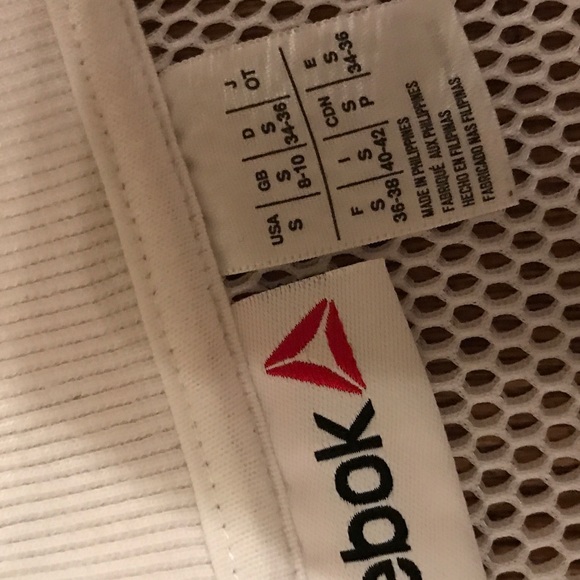 USA GB D J
S S S OT
8-10 34-36
F I CDN E
S S S S
36-38 40-42 P 34-36
MADE IN PHILIPPINES
FABRIQUÉ AUX PHILIPPINES
HECHO EN FILIPINAS
FABRICADO NAS FILIPINAS
ebok